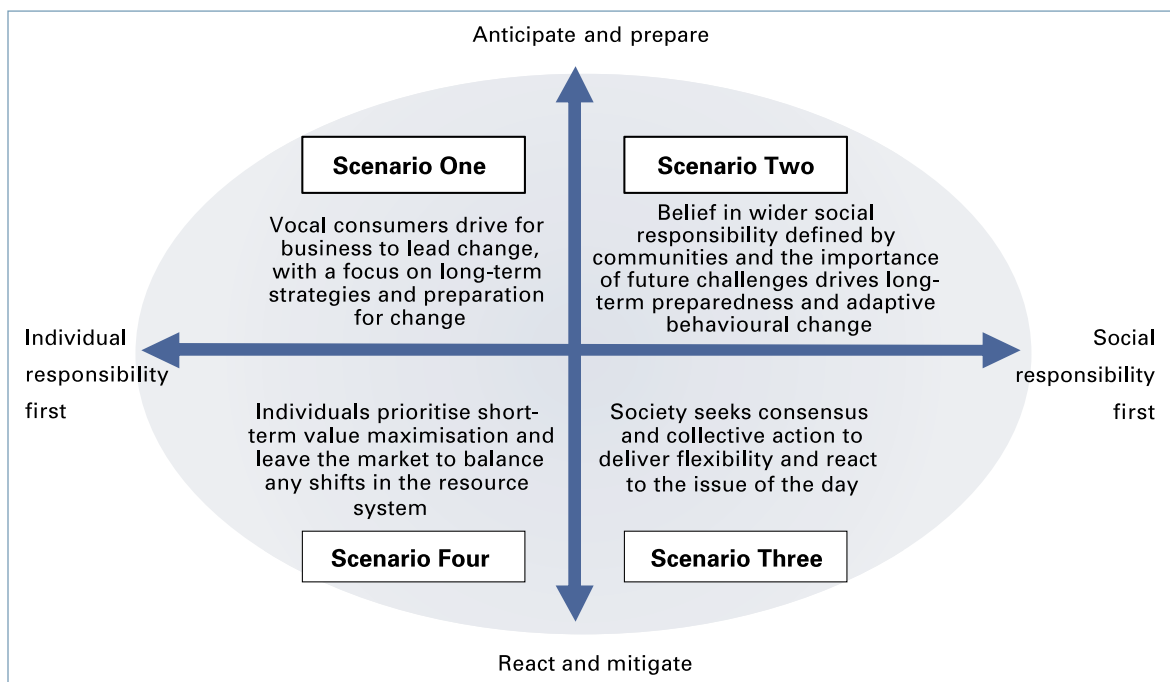 Anticipate and prepare
Scenario One
Vocal consumers drive for
business to lead change,
with a focus on long-term
strategies and preparation
for change
Scenario Two
Belief in wider social
responsibility defined by
communities and the importance
of future challenges drives long-
term preparedness and adaptive
behavioural change
Individual
responsibility
first
Social
responsibility
first
Individuals prioritise short-
term value maximisation and
leave the market to balance
any shifts in the resource
system
Scenario Four
Society seeks consensus
and collective action to
deliver flexibility and react
to the issue of the day
Scenario Three
React and mitigate